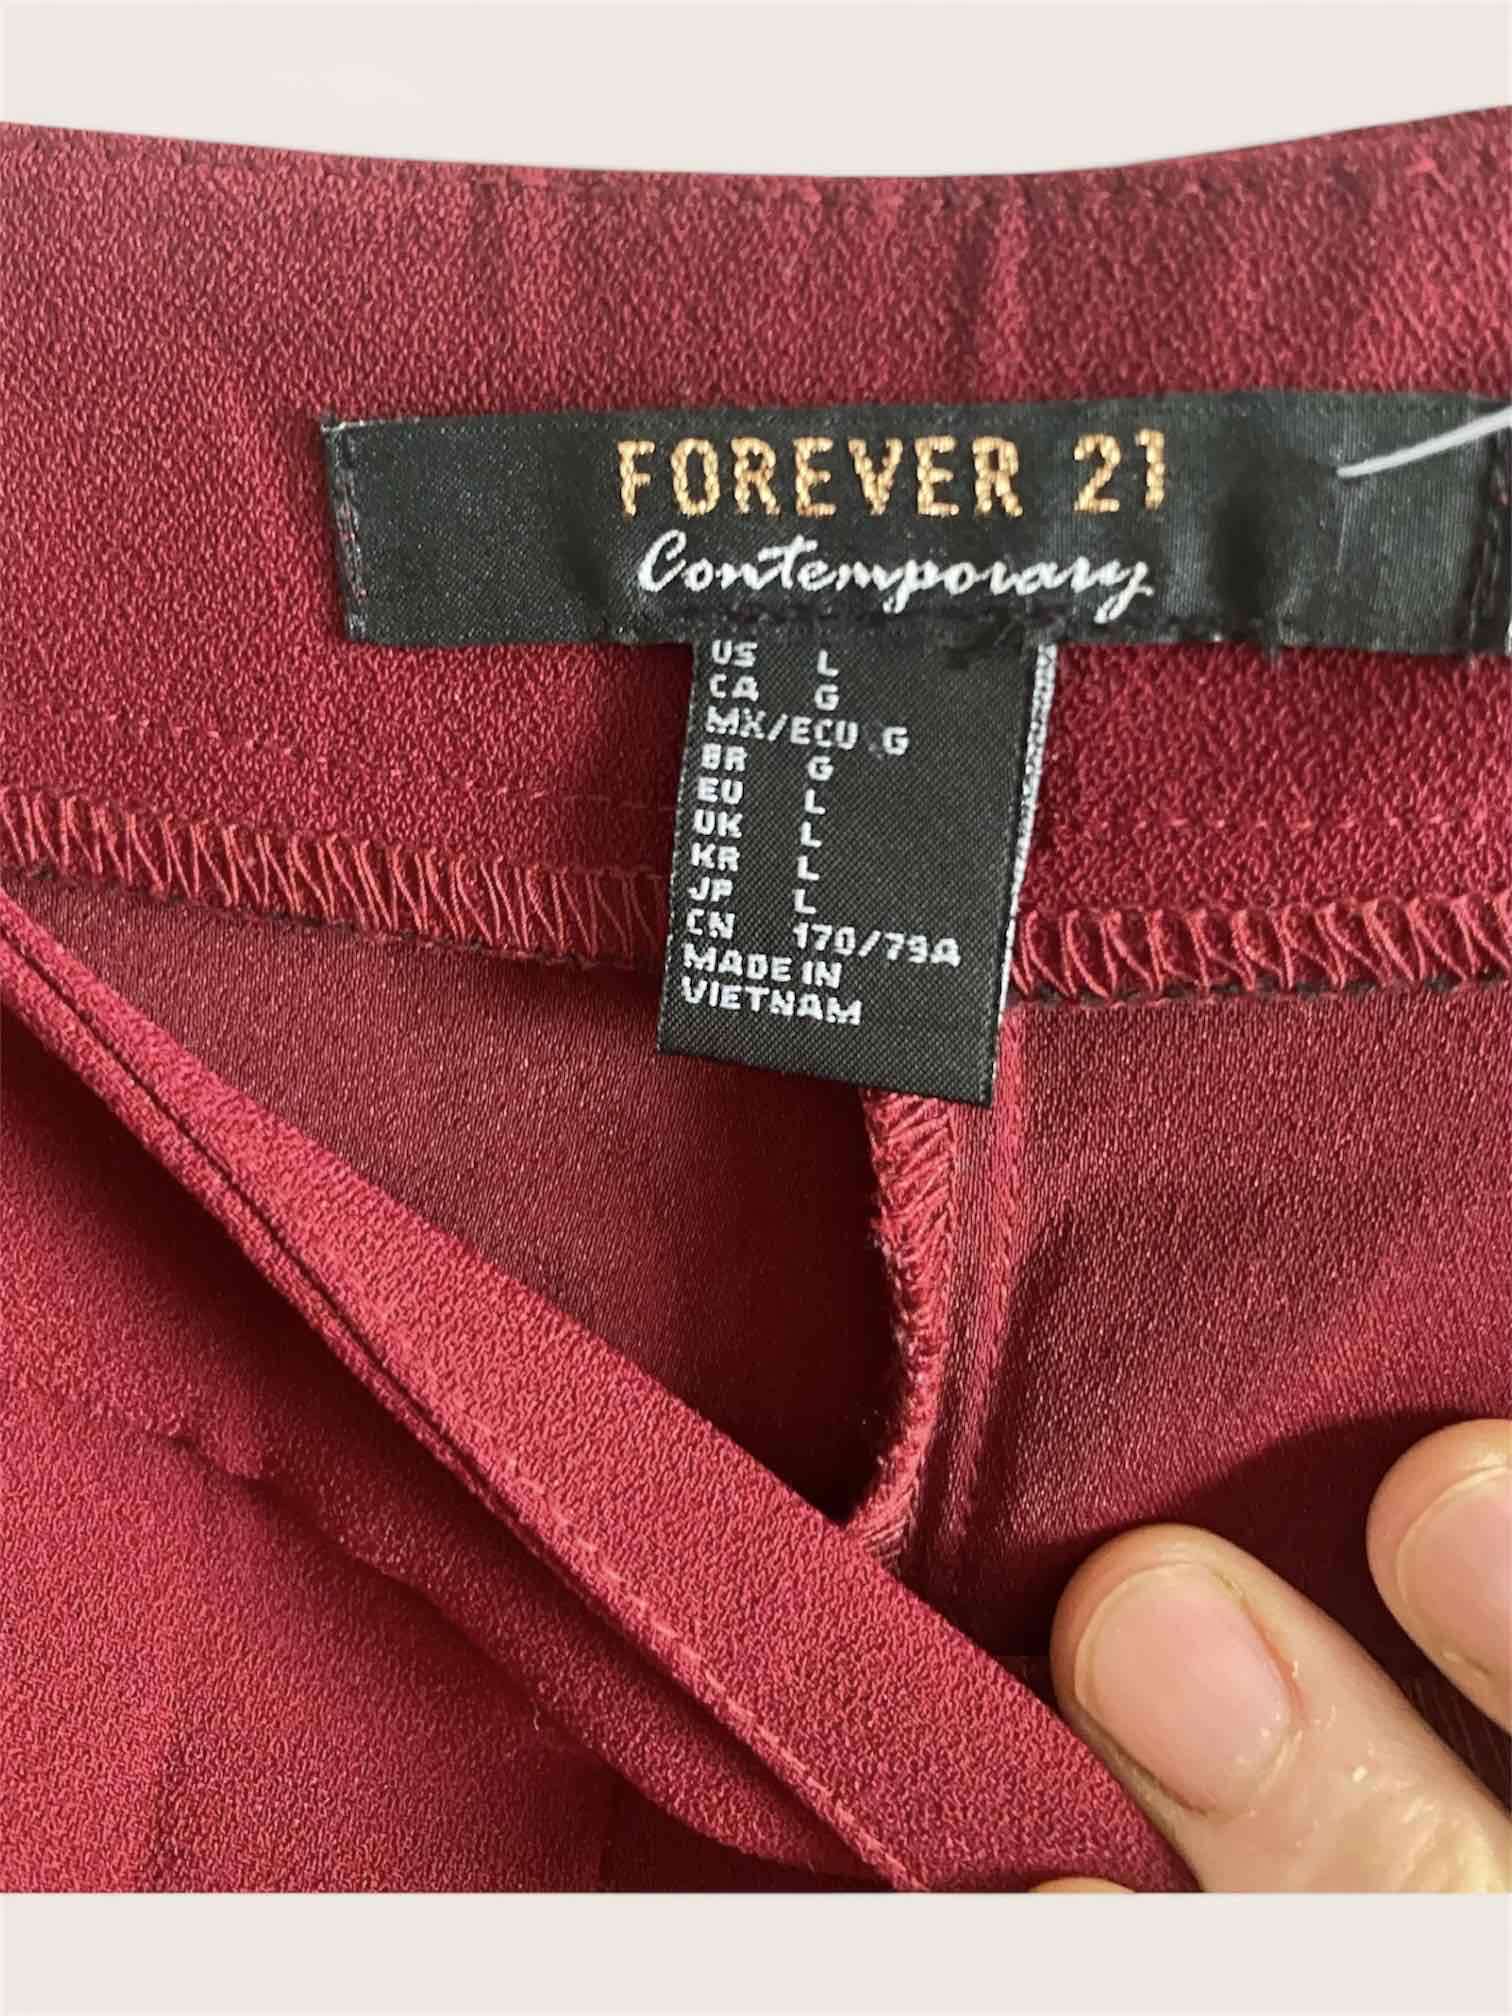 FOREVER 21
Contemporary
US L
CA G
MX/ECU G
BR G
EU L
UK L
KR L
JP L
CN 170/79A
MADE IN
VIETNAM